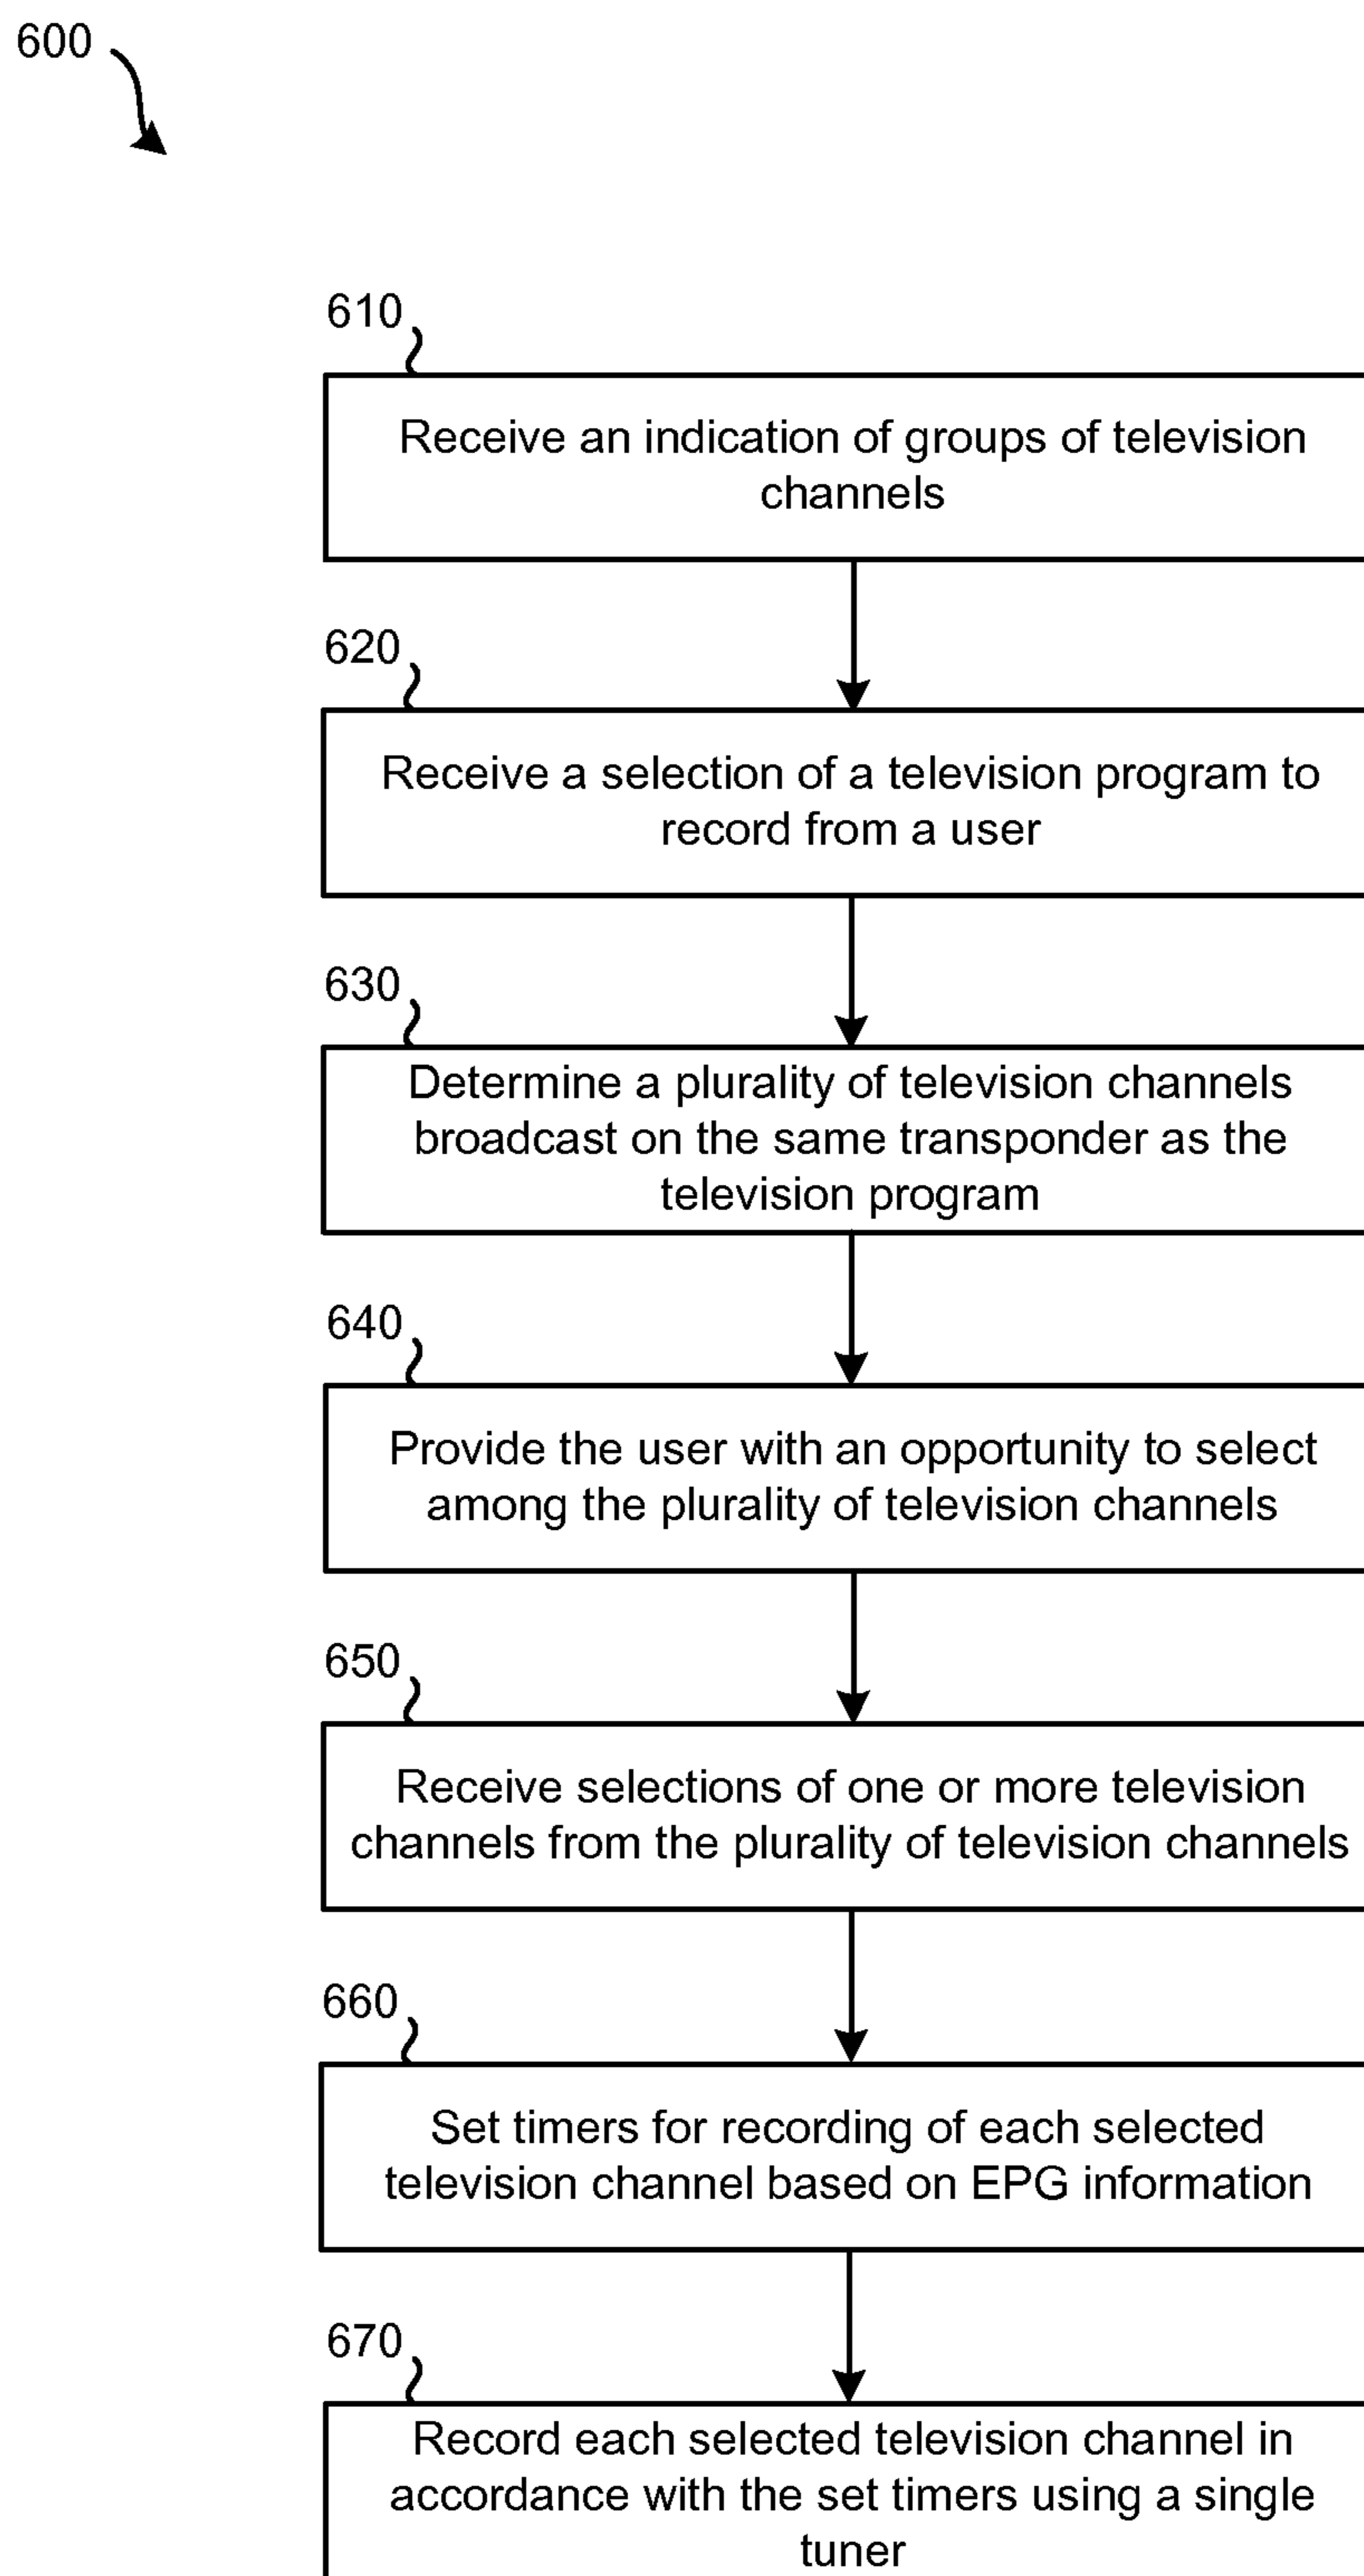 600
610
Receive an indication of groups of television
channels
620
Receive a selection of a television program to
record from a user
630
Determine a plurality of television channels
broadcast on the same transponder as the
television program
640
Provide the user with an opportunity to select
among the plurality of television channels
650
Receive selections of one or more television
channels from the plurality of television channels
660
Set timers for recording of each selected
television channel based on EPG information
670
Record each selected television channel in
accordance with the set timers using a single
tuner